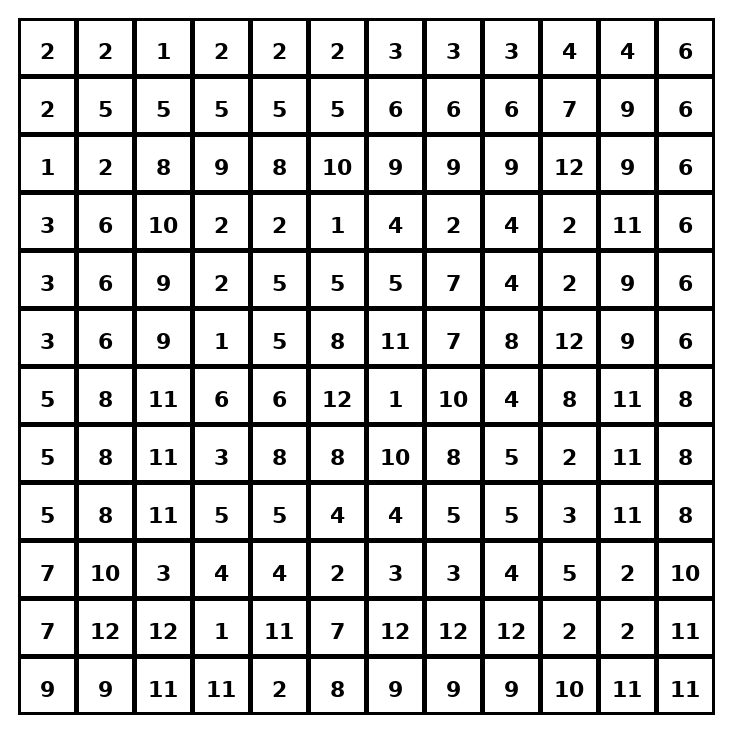 2 2 1 2 2 2 3 3 3 4 4 6
2 5 5 5 5 5 6 6 6 7 9 6
1 2 8 9 8 10 9 9 9 12 9 6
3 6 10 2 2 1 4 2 4 2 11 6
3 6 9 2 5 5 5 7 4 2 9 6
3 6 9 1 5 8 11 7 8 12 9 6
5 8 11 6 6 12 1 10 4 8 11 8
5 8 11 3 8 8 10 8 5 2 11 8
5 8 11 5 5 4 4 5 5 3 11 8
7 10 3 4 4 2 3 3 4 5 2 10
7 12 12 1 11 7 12 12 12 2 2 11
9 9 11 11 2 8 9 9 9 10 11 11